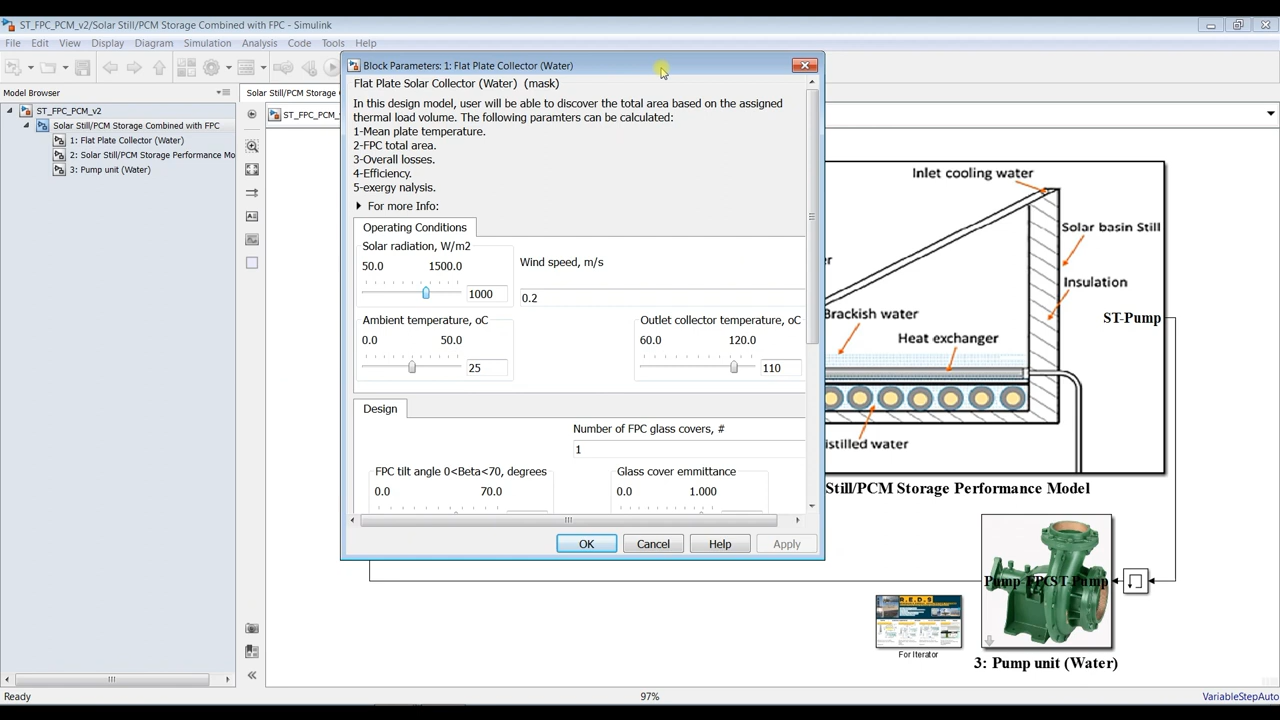 ST_FPC_PCM_v2/Solar Still/PCM Storage Combined with FPC - Simulink
File Edit View Display Diagram Simulation Analysis Code Tools Help
Model Browser
ST_FPC_PCM_v2
Solar Still/PCM Storage Combined with FPC
1: Flat Plate Collector (Water)
2: Solar Still/PCM Storage Performance Mo
3: Pump unit (Water)
Solar Still/PCM Storage C
ST_FPC_PCM_v
Block Parameters: 1: Flat Plate Collector (Water)
Flat Plate Solar Collector (Water) (mask)
In this design model, user will be able to discover the total area based on the assigned
thermal load volume. The following paramters can be calculated:
1-Mean plate temperature.
2-FPC total area.
3-Overall losses.
4-Efficiency.
5-exergy nalysis.
For more Info:
Operating Conditions
Solar radiation, W/m2
50.0 1500.0
1000
Wind speed, m/s
0.2
Ambient temperature, oC
0.0 50.0
25
Outlet collector temperature, oC
60.0 120.0
110
Design
Number of FPC glass covers, #
1
FPC tilt angle 0<Beta<70, degrees
0.0 70.0
Glass cover emmittance
0.0 1.000
OK Cancel Help Apply
Inlet cooling water
Solar basin Still
Insulation
er
Brackish water
Heat exchanger
istilled water
ST-Pump
Still/PCM Storage Performance Model
Pump-FPC ST-Pump
R.E.D.S
For Iterator
3: Pump unit (Water)
Ready
97%
VariableStepAuto